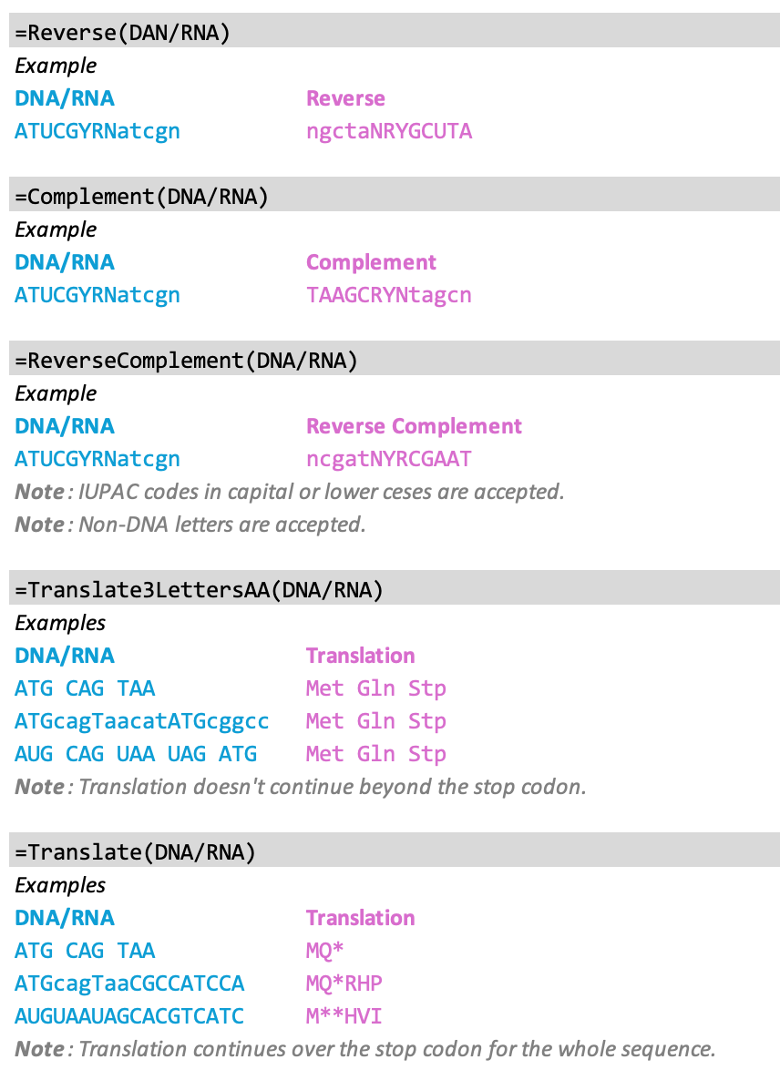 =Reverse(DAN/RNA)
Example
DNA/RNA Reverse
ATUCGYRNatcgn ngctaNRYGCUTA
=Complement(DNA/RNA)
Example
DNA/RNA Complement
ATUCGYRNatcgn TAAGCRYNtagcn
=ReverseComplement(DNA/RNA)
Example
DNA/RNA Reverse Complement
ATUCGYRNatcgn ncgatNYRCGAAT
Note: IUPAC codes in capital or lower ceses are accepted.
Note: Non-DNA letters are accepted.
=Translate3LettersAA(DNA/RNA)
Examples
DNA/RNA Translation
ATG CAG TAA Met Gln Stp
ATGcagTaacatATGcggcc Met Gln Stp
AUG CAG UAA UAG ATG Met Gln Stp
Note: Translation doesn't continue beyond the stop codon.
=Translate(DNA/RNA)
Examples
DNA/RNA Translation
ATG CAG TAA MQ*
ATGcagTaaCGCCATCCA MQ*RHP
AUGUAAUAGCACGTCATC M**HVI
Note: Translation continues over the stop codon for the whole sequence.